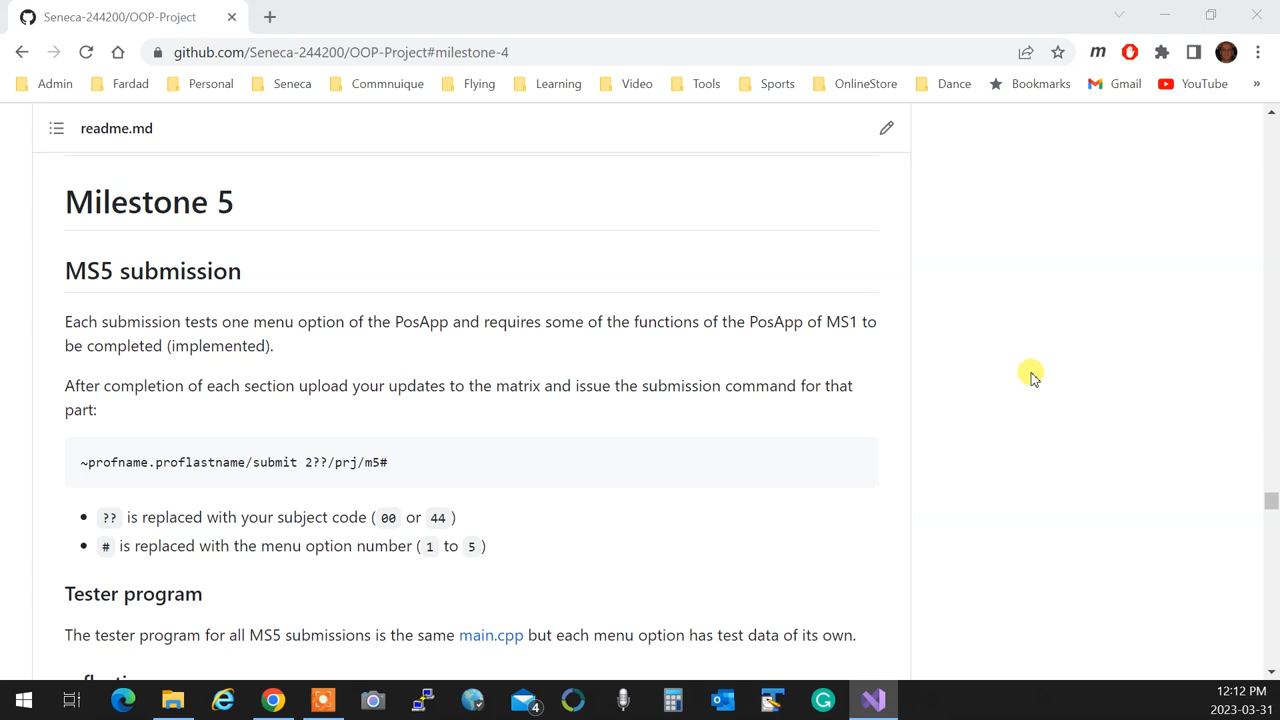 Seneca-244200/OOP-Project
github.com/Seneca-244200/OOP-Project#milestone-4
m
Admin Fardad Personal Seneca Commnuique Flying Learning Video Tools Sports OnlineStore Dance Bookmarks Gmail YouTube »
readme.md
Milestone 5
MS5 submission
Each submission tests one menu option of the PosApp and requires some of the functions of the PosApp of MS1 to
be completed (implemented).
After completion of each section upload your updates to the matrix and issue the submission command for that
part:
~profname.proflastname/submit 2??/prj/m5#
?? is replaced with your subject code ( 00 or 44 )
# is replaced with the menu option number ( 1 to 5 )
Tester program
The tester program for all MS5 submissions is the same main.cpp but each menu option has test data of its own.
4
12:12 PM
2023-03-31